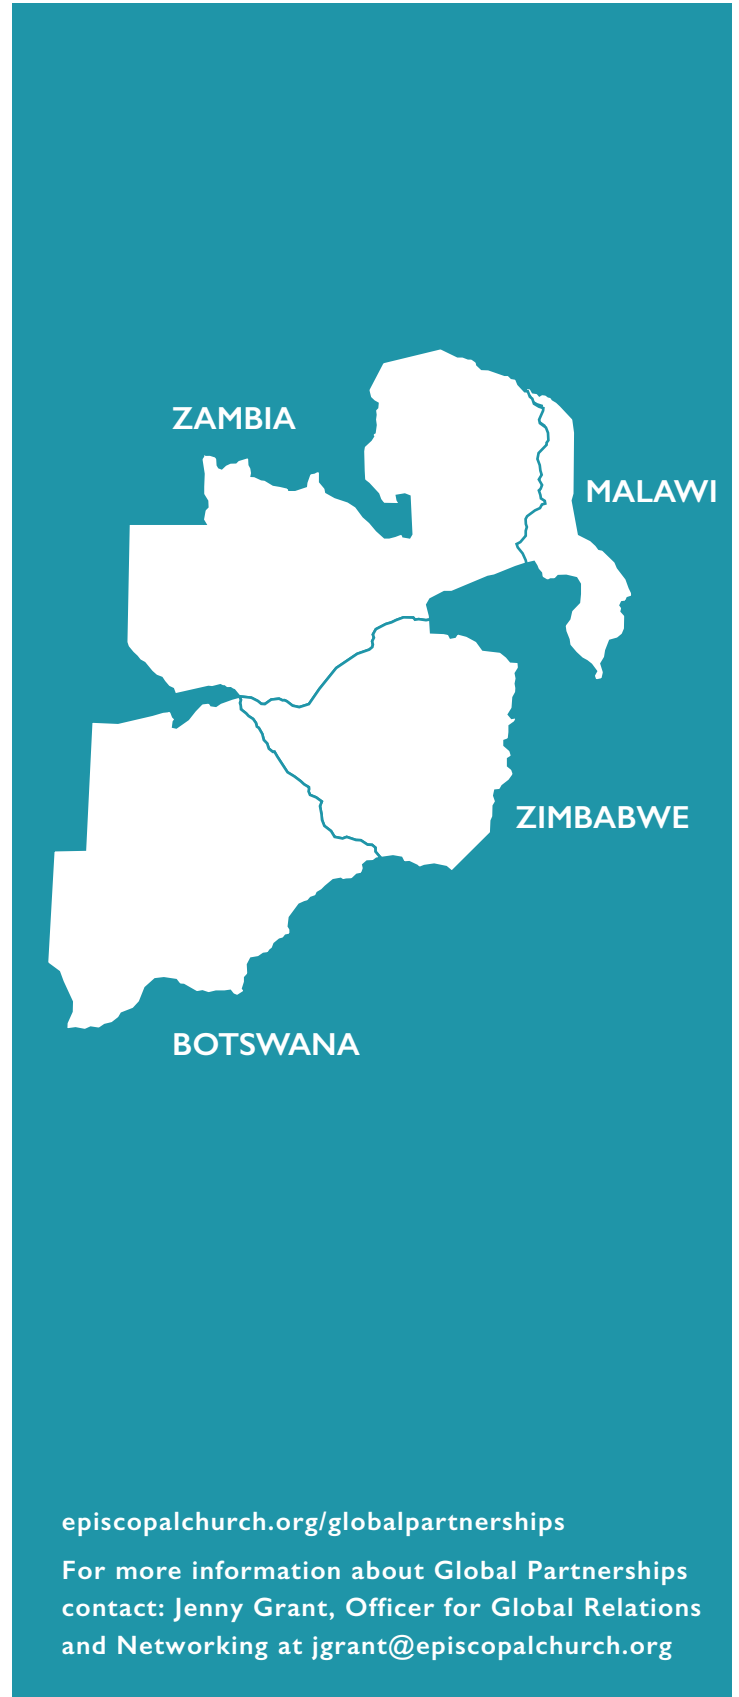 ZAMBIA
MALAWI
ZIMBABWE
BOTSWANA
episcopalchurch.org/globalpartnerships
For more information about Global Partnerships
contact: Jenny Grant, Officer for Global Relations
and Networking at jgrant@episcopalchurch.org